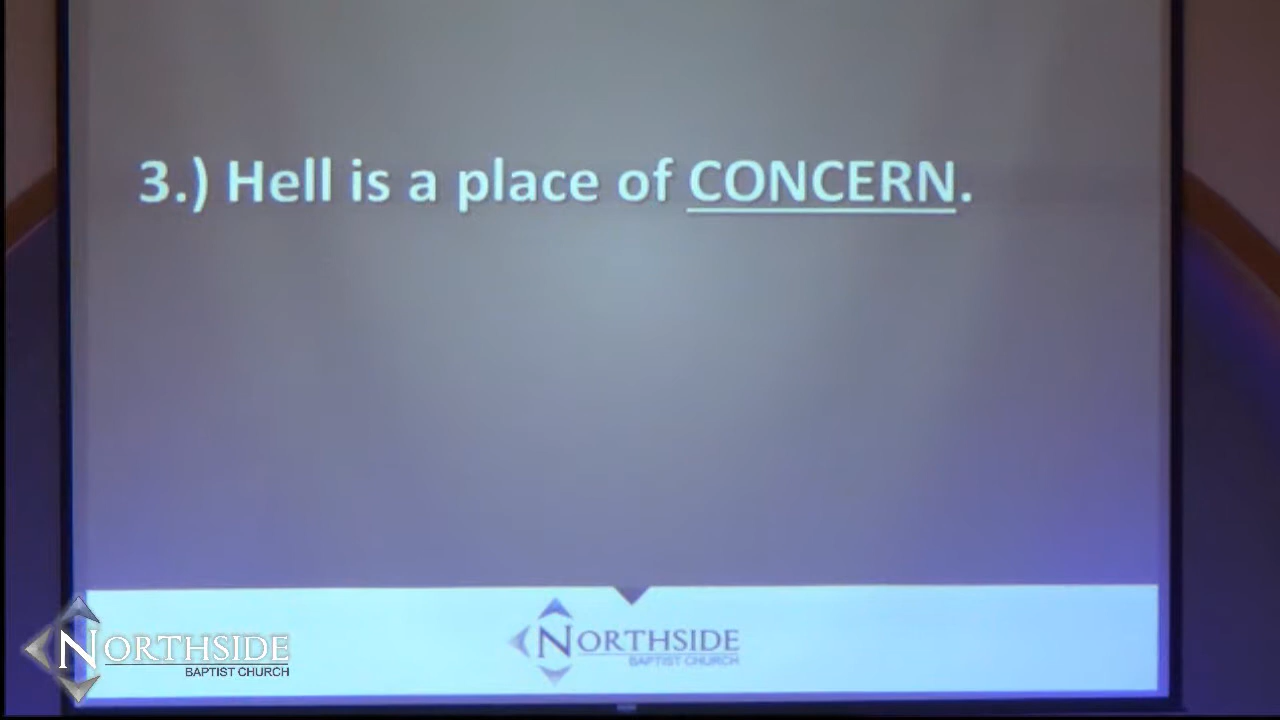 3.) Hell is a place of CONCERN.
NORTHSIDE
BAPTIST CHURCH
NORTHSIDE
BAPTIST CHURCH